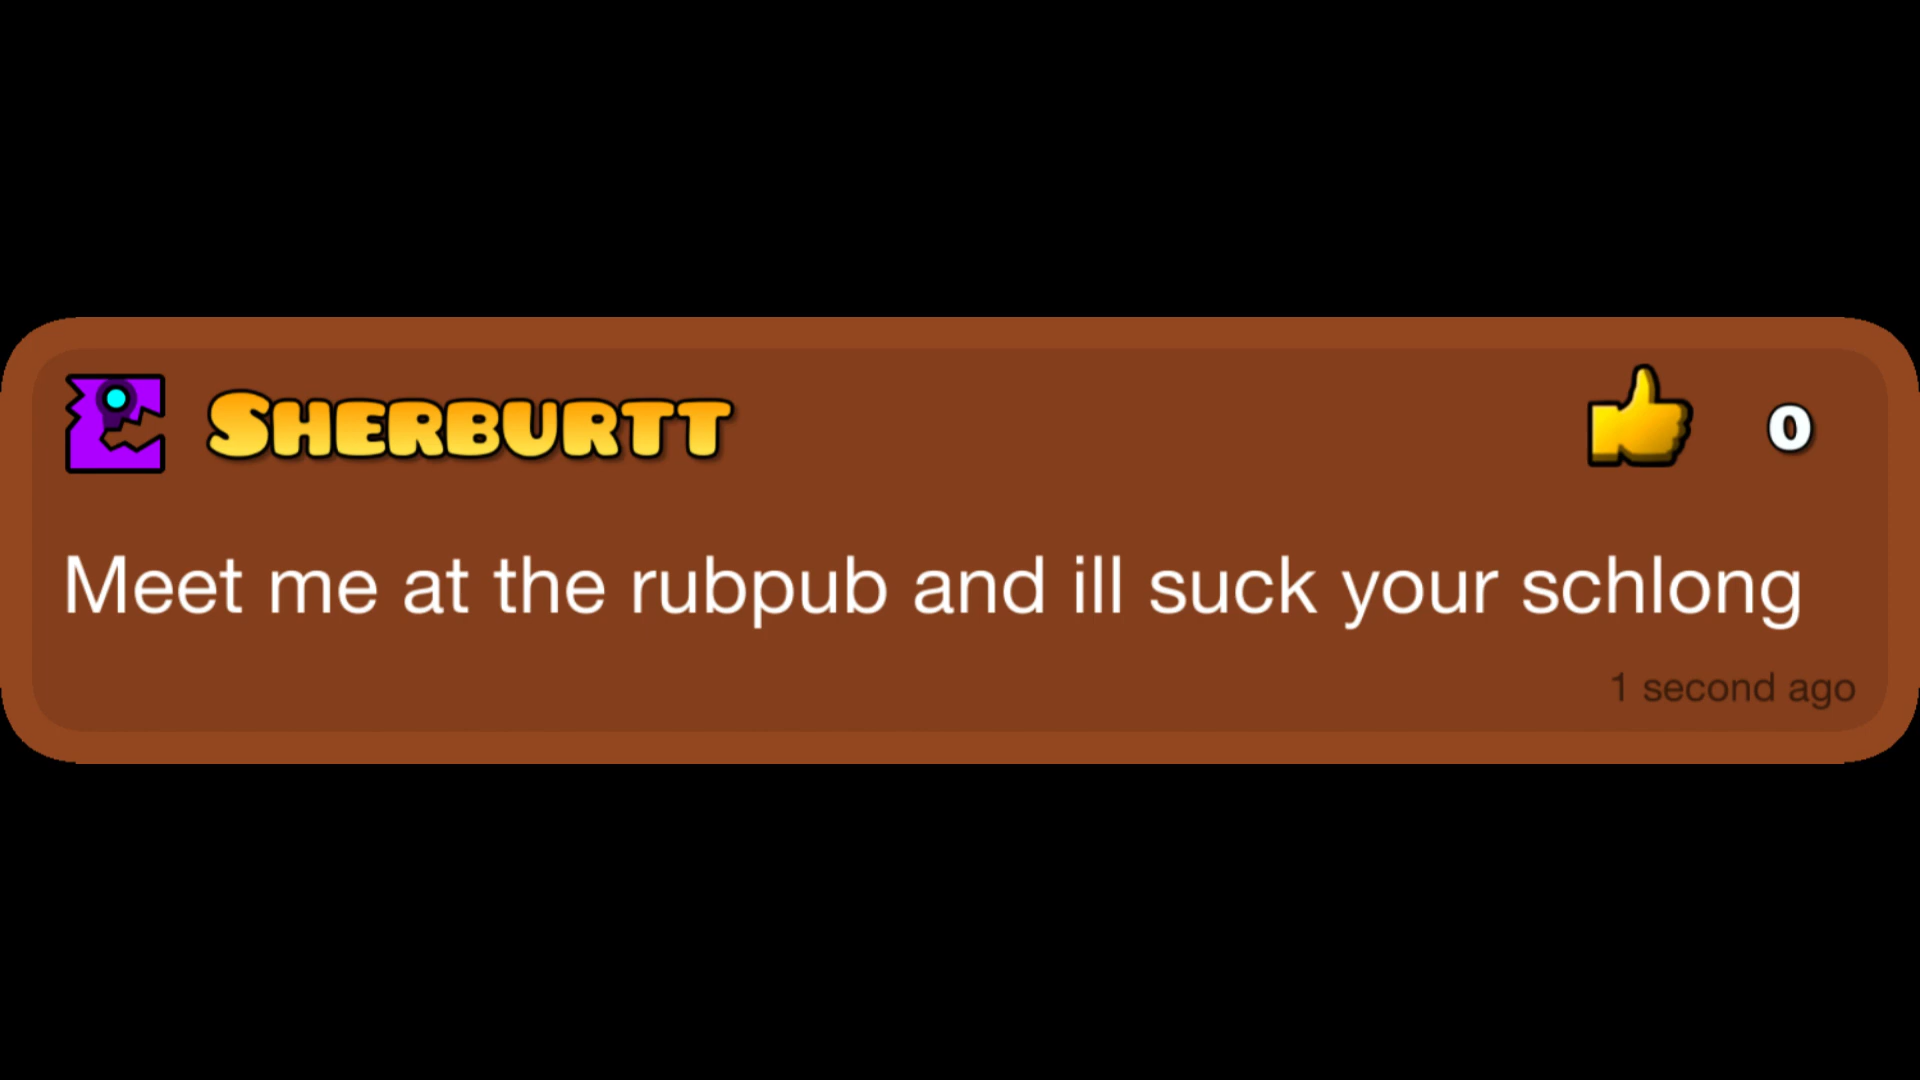 Sherburtt
0
Meet me at the rubpub and ill suck your schlong
1 second ago